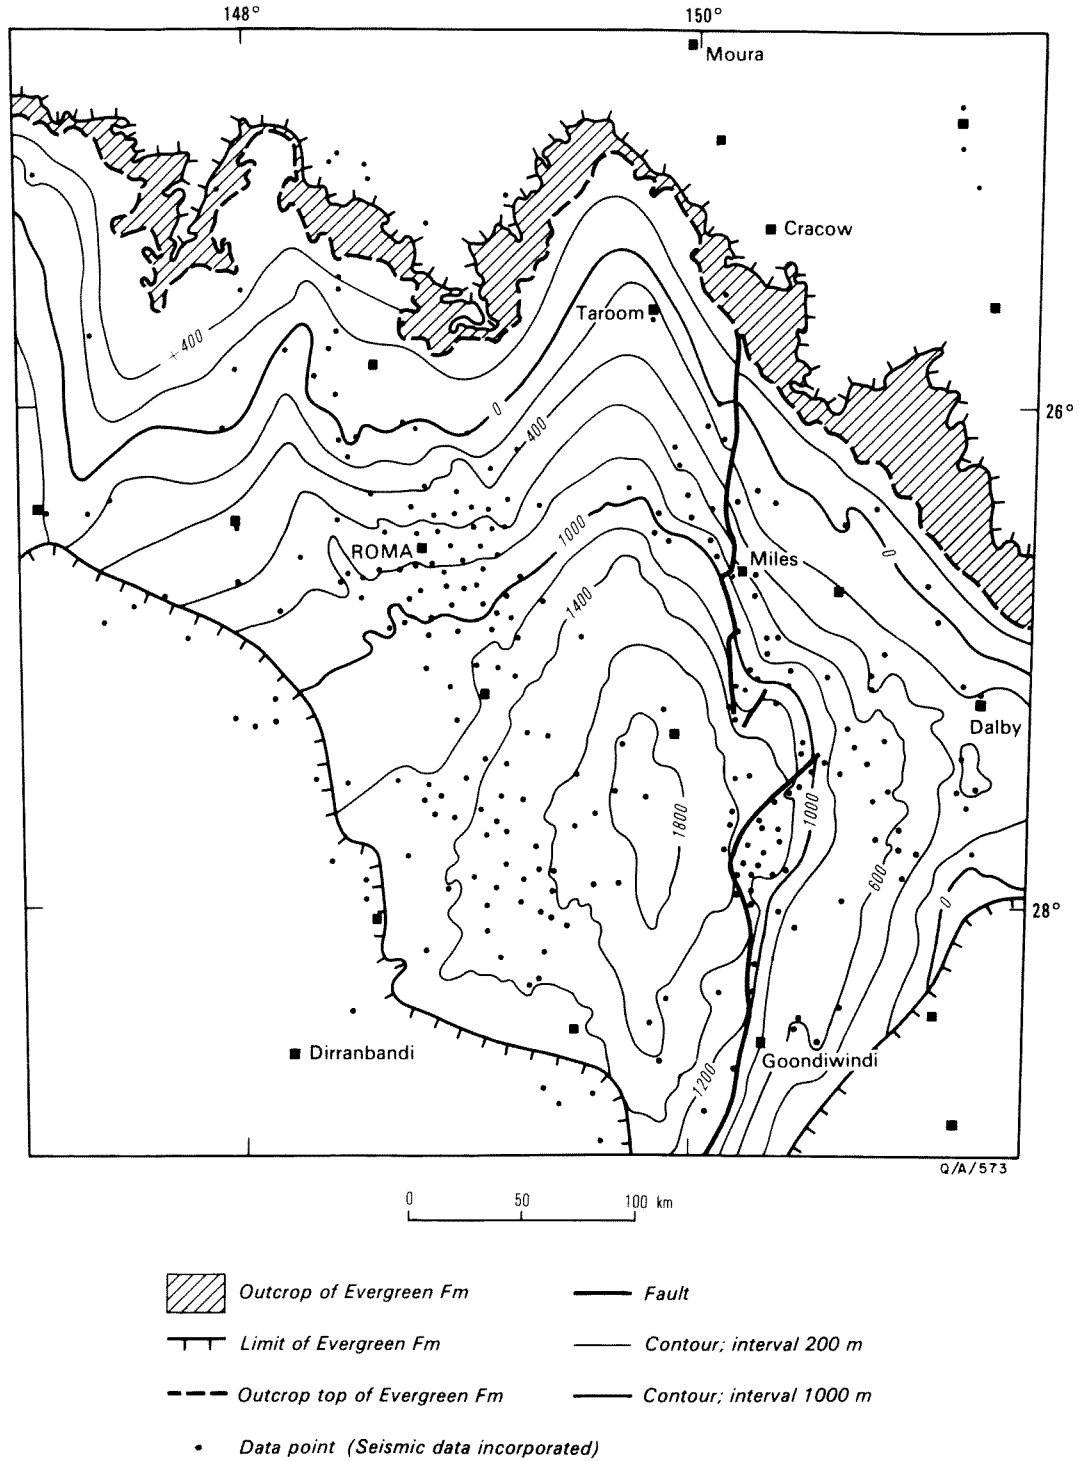 148°
150°
Moura
Cracow
Taroom
+400
0
400
26°
1000
ROMA
Miles
0
1400
Dalby
1800
1000
600
0
28°
Dirranbandi
Goondiwindi
1200
Q/A/573
0 50 100 km
Outcrop of Evergreen Fm
Fault
Limit of Evergreen Fm
Contour; interval 200 m
Outcrop top of Evergreen Fm
Contour; interval 1000 m
Data point (Seismic data incorporated)